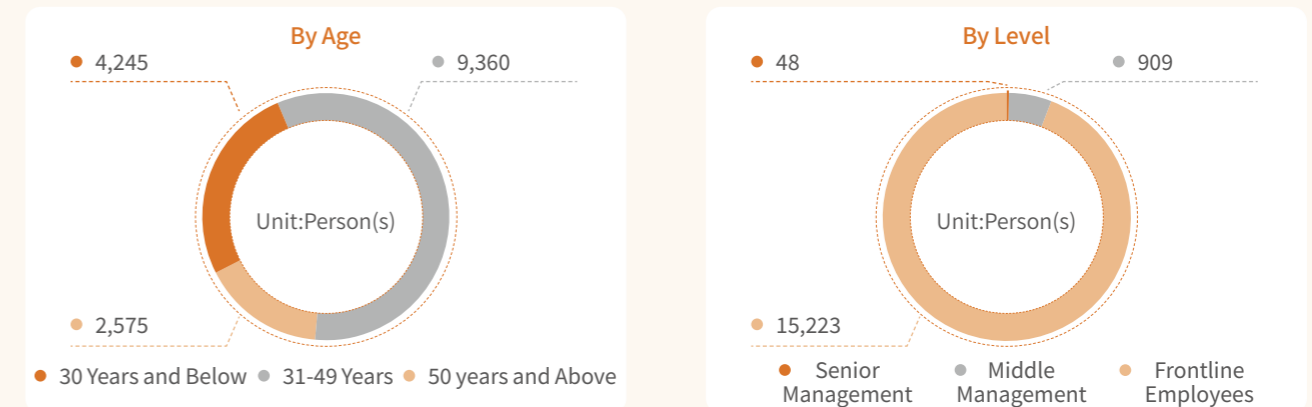 By Age
4,245
9,360
Unit:Person(s)
2,575
30 Years and Below
31-49 Years
50 years and Above
By Level
48
909
Unit:Person(s)
15,223
Senior
Management
Middle
Management
Frontline
Employees